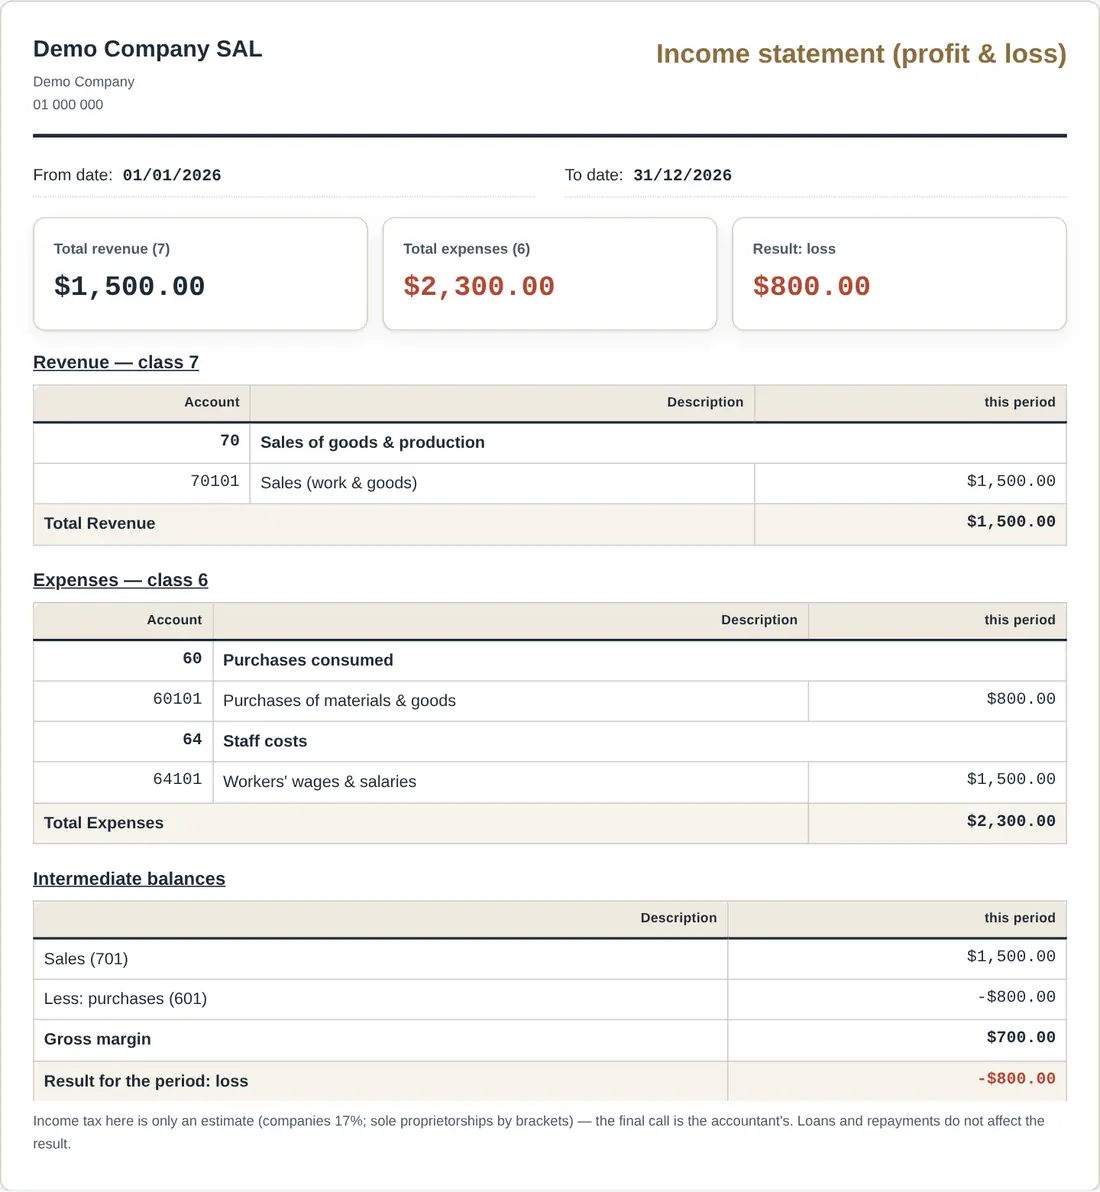 Demo Company SAL
Income statement (profit & loss)
Demo Company
01 000 000
From date: 01/01/2026
To date: 31/12/2026
Total revenue (7)
$1,500.00
Total expenses (6)
$2,300.00
Result: loss
$800.00
Revenue — class 7
Account Description this period
70 Sales of goods & production
70101 Sales (work & goods) $1,500.00
Total Revenue $1,500.00
Expenses — class 6
Account Description this period
60 Purchases consumed
60101 Purchases of materials & goods $800.00
64 Staff costs
64101 Workers' wages & salaries $1,500.00
Total Expenses $2,300.00
Intermediate balances
Description this period
Sales (701) $1,500.00
Less: purchases (601) -$800.00
Gross margin $700.00
Result for the period: loss -$800.00
Income tax here is only an estimate (companies 17%; sole proprietorships by brackets) — the final call is the accountant's. Loans and repayments do not affect the
result.